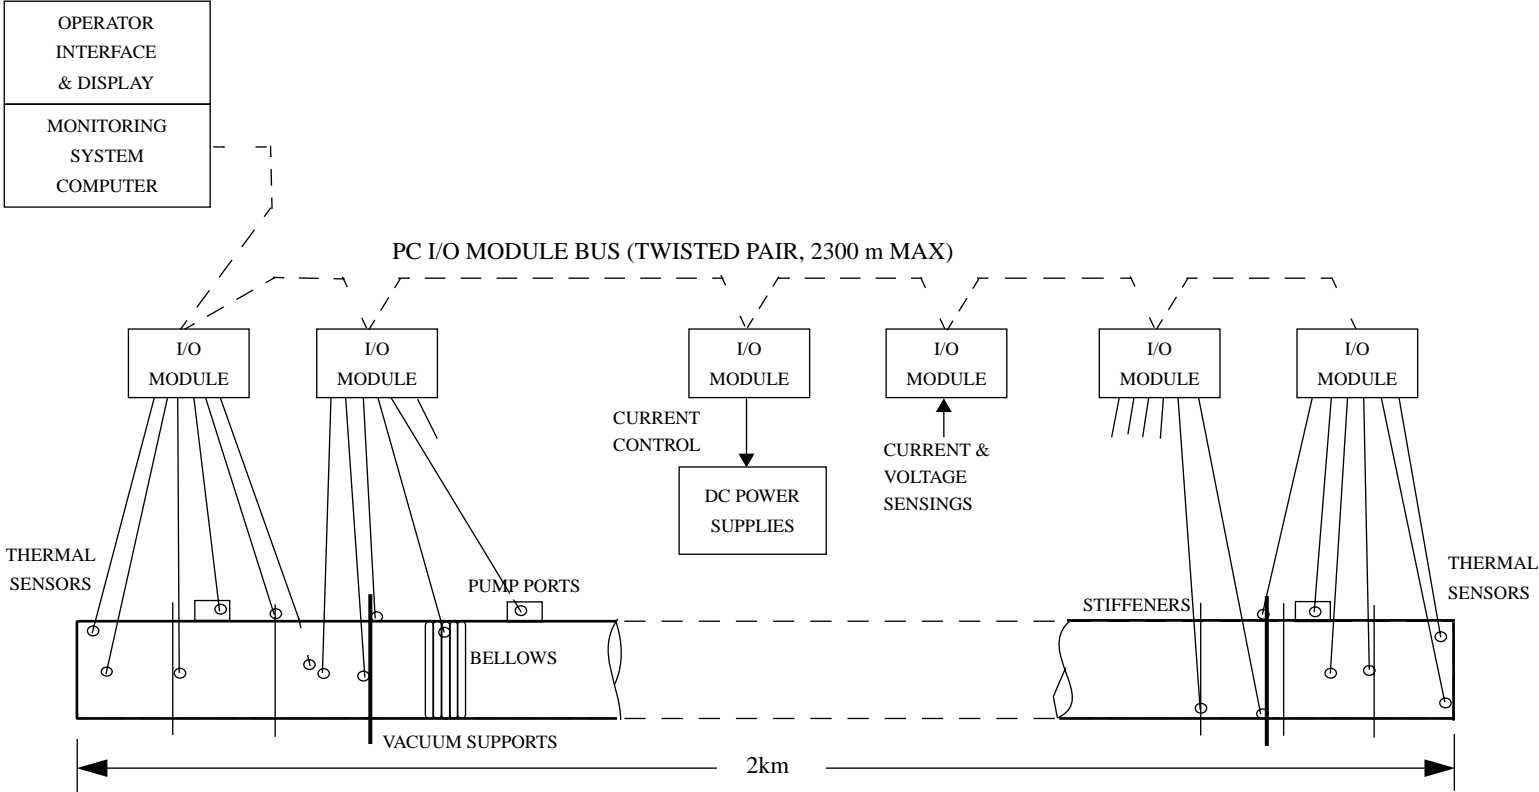 OPERATOR
INTERFACE
& DISPLAY
MONITORING
SYSTEM
COMPUTER
PC I/O MODULE BUS (TWISTED PAIR, 2300 m MAX)
I/O
MODULE
I/O
MODULE
I/O
MODULE
I/O
MODULE
I/O
MODULE
I/O
MODULE
CURRENT
CONTROL
CURRENT &
VOLTAGE
SENSINGS
DC POWER
SUPPLIES
THERMAL
SENSORS
PUMP PORTS
STIFFENERS
THERMAL
SENSORS
BELLOWS
VACUUM SUPPORTS
2km